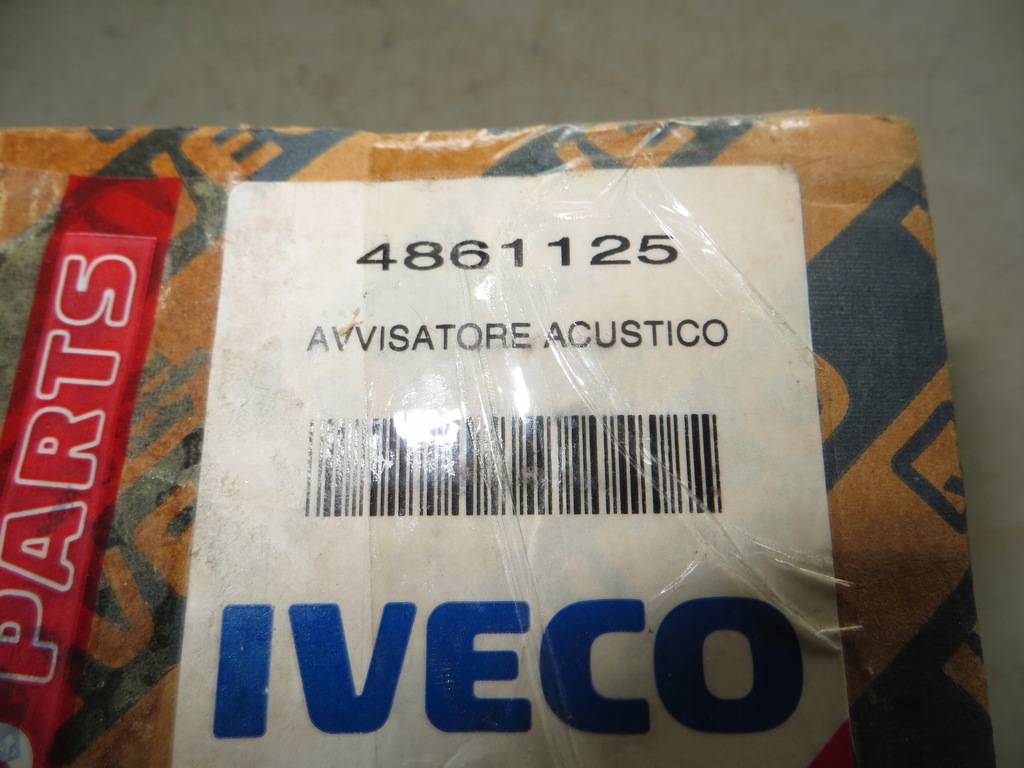 4861125
AVVISATORE ACUSTICO
IVECO
PARTS